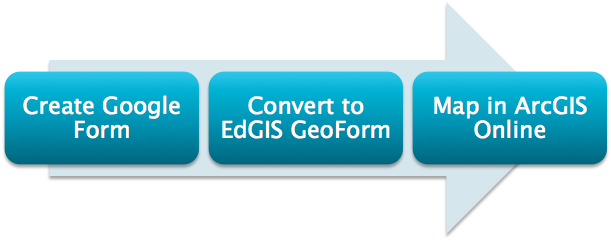 Create Google
Form
Convert to
EdGIS GeoForm
Map in ArcGIS
Online